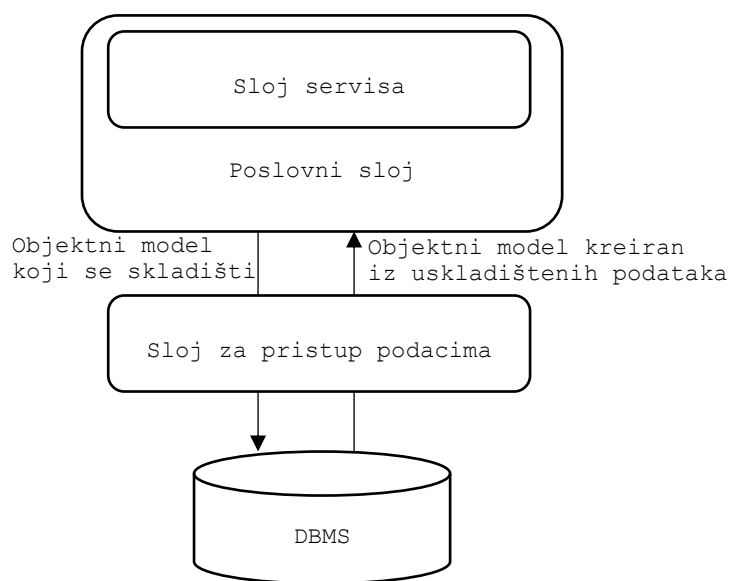 Sloj servisa
Poslovni sloj
Objektni model
koji se skladišti
Objektni model kreiran
iz uskladištenih podataka
Sloj za pristup podacima
DBMS